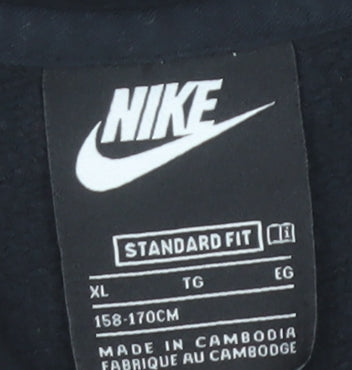 NIKE
STANDARD FIT
XL TG EG
158-170CM
MADE IN CAMBODIA
FABRIQUE AU CAMBODGE